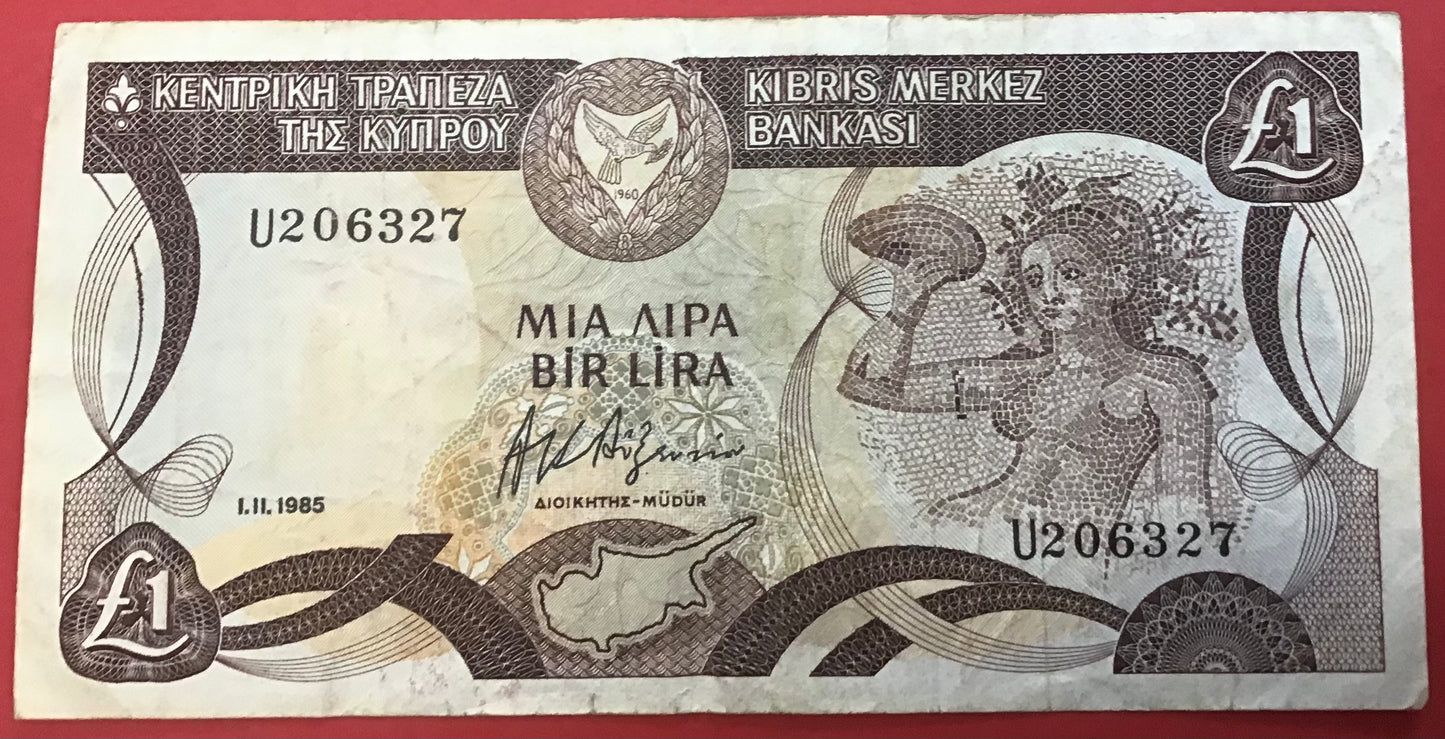 ΚΕΝΤΡΙΚΗ ΤΡΑΠΕΖΑ
ΤΗΣ ΚΥΠΡΟΥ
KIBRIS MERKEZ
BANKASI
£1
1960
U206327
ΜΙΑ ΛΙΡΑ
BİR LİRA
ΔΙΟΙΚΗΤΗΣ-MÜDÜR
1.11.1985
U206327
£1